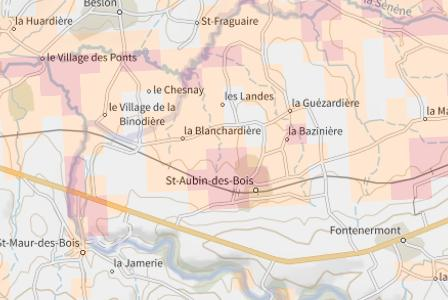 la Sénène
Beslon
la Huardière
St-Fraguaire
le Village des Ponts
le Chesnay
les Landes
la Guézardière
le Village de la
Binodière
la Blanchardière
la Bazinière
St-Aubin-des-Bois
Fontenermont
St-Maur-des-Bois
la Jamerie